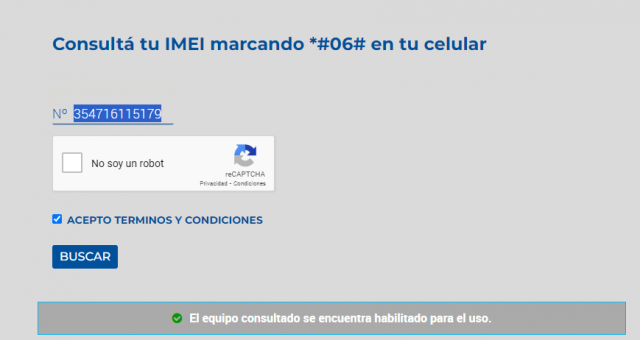 Consultá tu IMEI marcando *#06# en tu celular
Nº 354716115179
No soy un robot
reCAPTCHA
Privacidad - Condiciones
ACEPTO TERMINOS Y CONDICIONES
BUSCAR
El equipo consultado se encuentra habilitado para el uso.